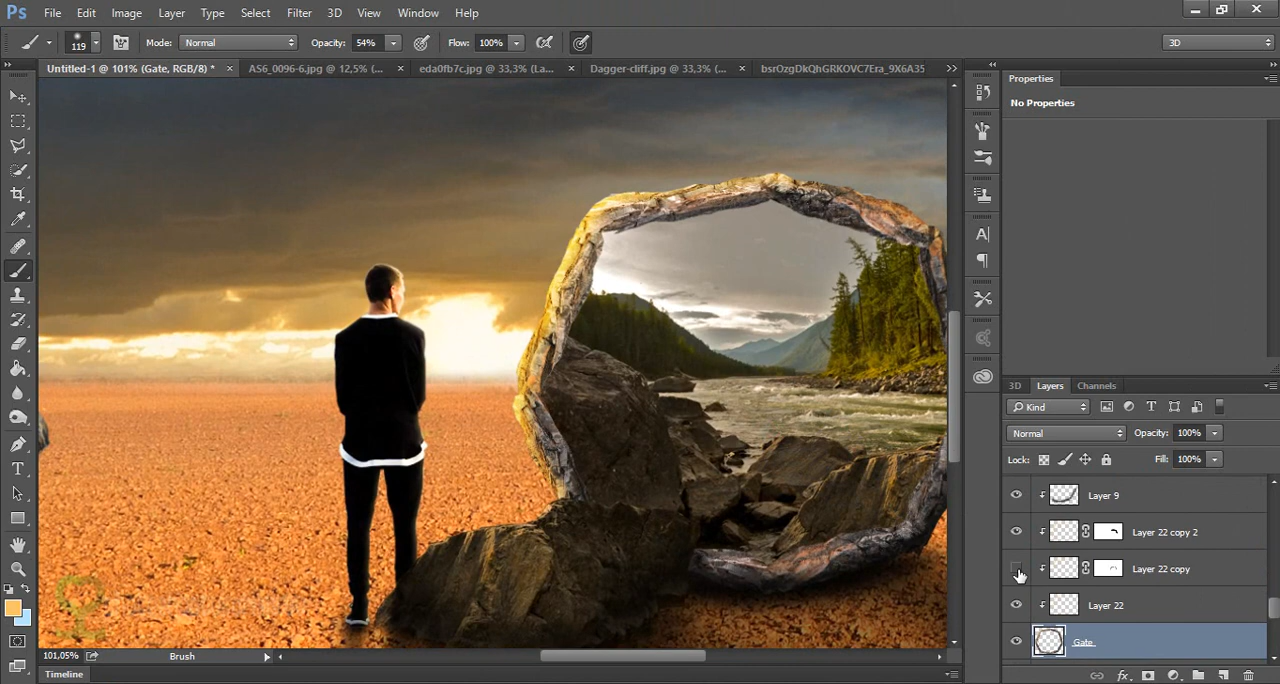 Ps File Edit Image Layer Type Select Filter 3D View Window Help
119 Mode: Normal Opacity: 54% Flow: 100% 3D
Untitled-1 @ 101% (Gate, RGB/8) * AS6_0096-6.jpg @ 12,5% (... eda0fb7c.jpg @ 33,3% (La... Dagger-cliff.jpg @ 33,3% (... bsrOzgDkQhGRKOVC7Era_9X6A35
Properties
No Properties
3D Layers Channels
Kind
Normal Opacity: 100%
Lock: Fill: 100%
Layer 9
Layer 22 copy 2
Layer 22 copy
Layer 22
Gate
101,05% Brush
Timeline